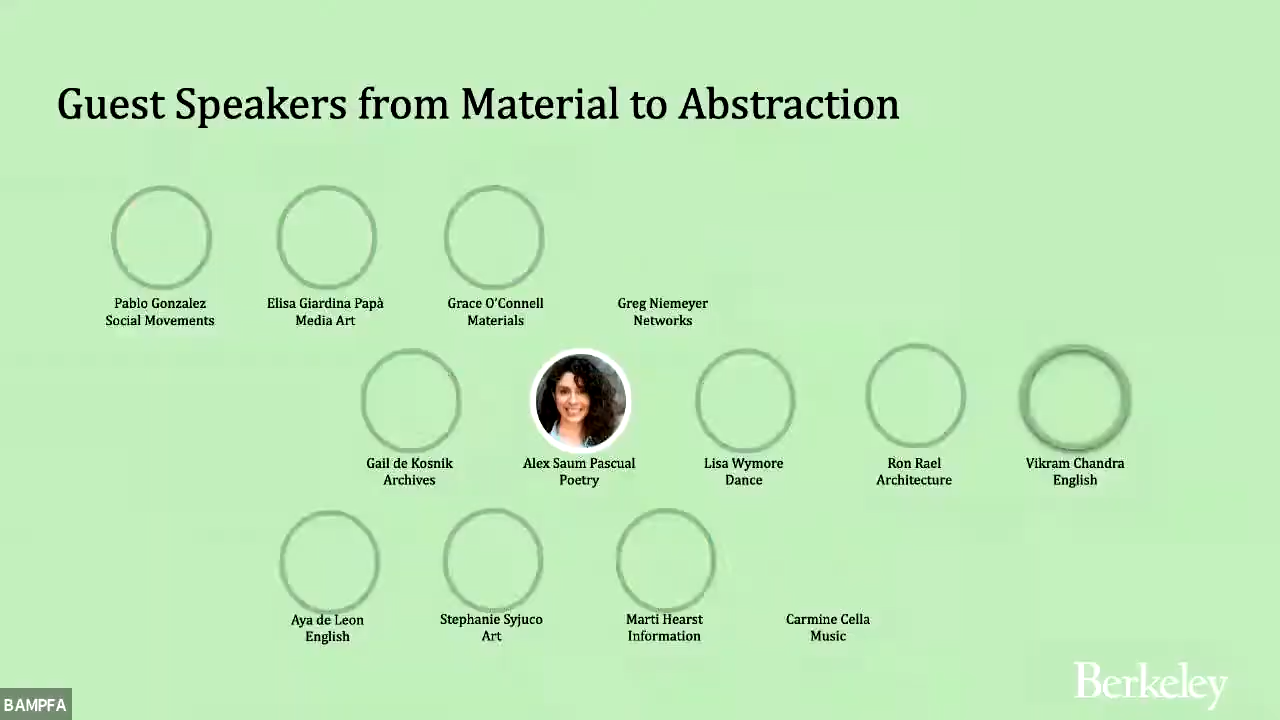 Guest Speakers from Material to Abstraction
Pablo Gonzalez
Social Movements
Elisa Giardina Papà
Media Art
Grace O'Connell
Materials
Greg Niemeyer
Networks
Gail de Kosnik
Archives
Alex Saum Pascual
Poetry
Lisa Wymore
Dance
Ron Rael
Architecture
Vikram Chandra
English
Aya de Leon
English
Stephanie Syjuco
Art
Marti Hearst
Information
Carmine Cella
Music
Berkeley
BAMPFA